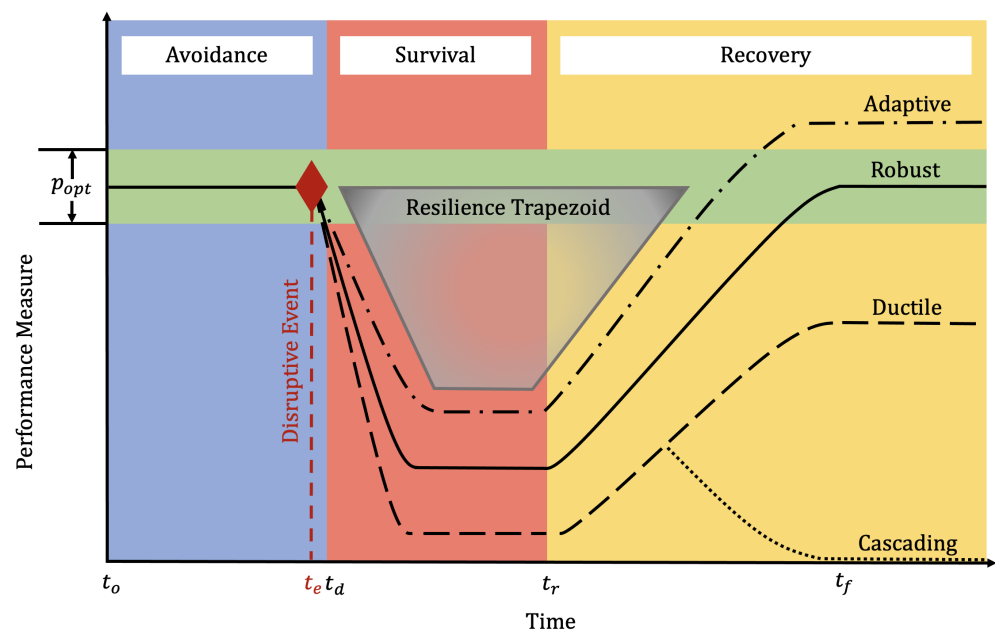 Avoidance
Survival
Recovery
Adaptive
p_opt
Robust
Resilience Trapezoid
Performance Measure
Disruptive Event
Ductile
Cascading
t_o
t_e t_d
t_r
t_f
Time